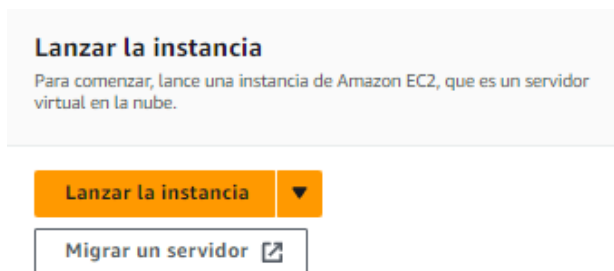 Lanzar la instancia
Para comenzar, lance una instancia de Amazon EC2, que es un servidor
virtual en la nube.
Lanzar la instancia
Migrar un servidor